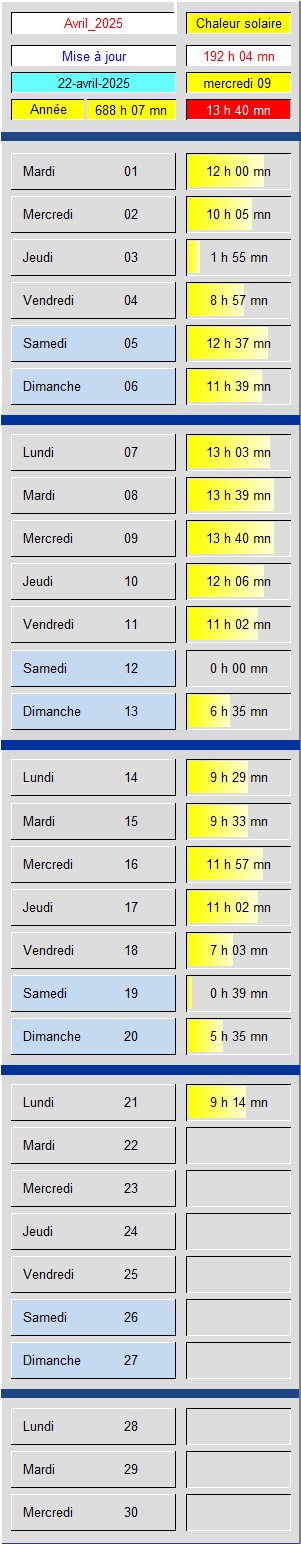 Avril_2025 Chaleur solaire
Mise à jour 192 h 04 mn
22-avril-2025 mercredi 09
Année 688 h 07 mn 13 h 40 mn
Mardi 01 12 h 00 mn
Mercredi 02 10 h 05 mn
Jeudi 03 1 h 55 mn
Vendredi 04 8 h 57 mn
Samedi 05 12 h 37 mn
Dimanche 06 11 h 39 mn
Lundi 07 13 h 03 mn
Mardi 08 13 h 39 mn
Mercredi 09 13 h 40 mn
Jeudi 10 12 h 06 mn
Vendredi 11 11 h 02 mn
Samedi 12 0 h 00 mn
Dimanche 13 6 h 35 mn
Lundi 14 9 h 29 mn
Mardi 15 9 h 33 mn
Mercredi 16 11 h 57 mn
Jeudi 17 11 h 02 mn
Vendredi 18 7 h 03 mn
Samedi 19 0 h 39 mn
Dimanche 20 5 h 35 mn
Lundi 21 9 h 14 mn
Mardi 22
Mercredi 23
Jeudi 24
Vendredi 25
Samedi 26
Dimanche 27
Lundi 28
Mardi 29
Mercredi 30